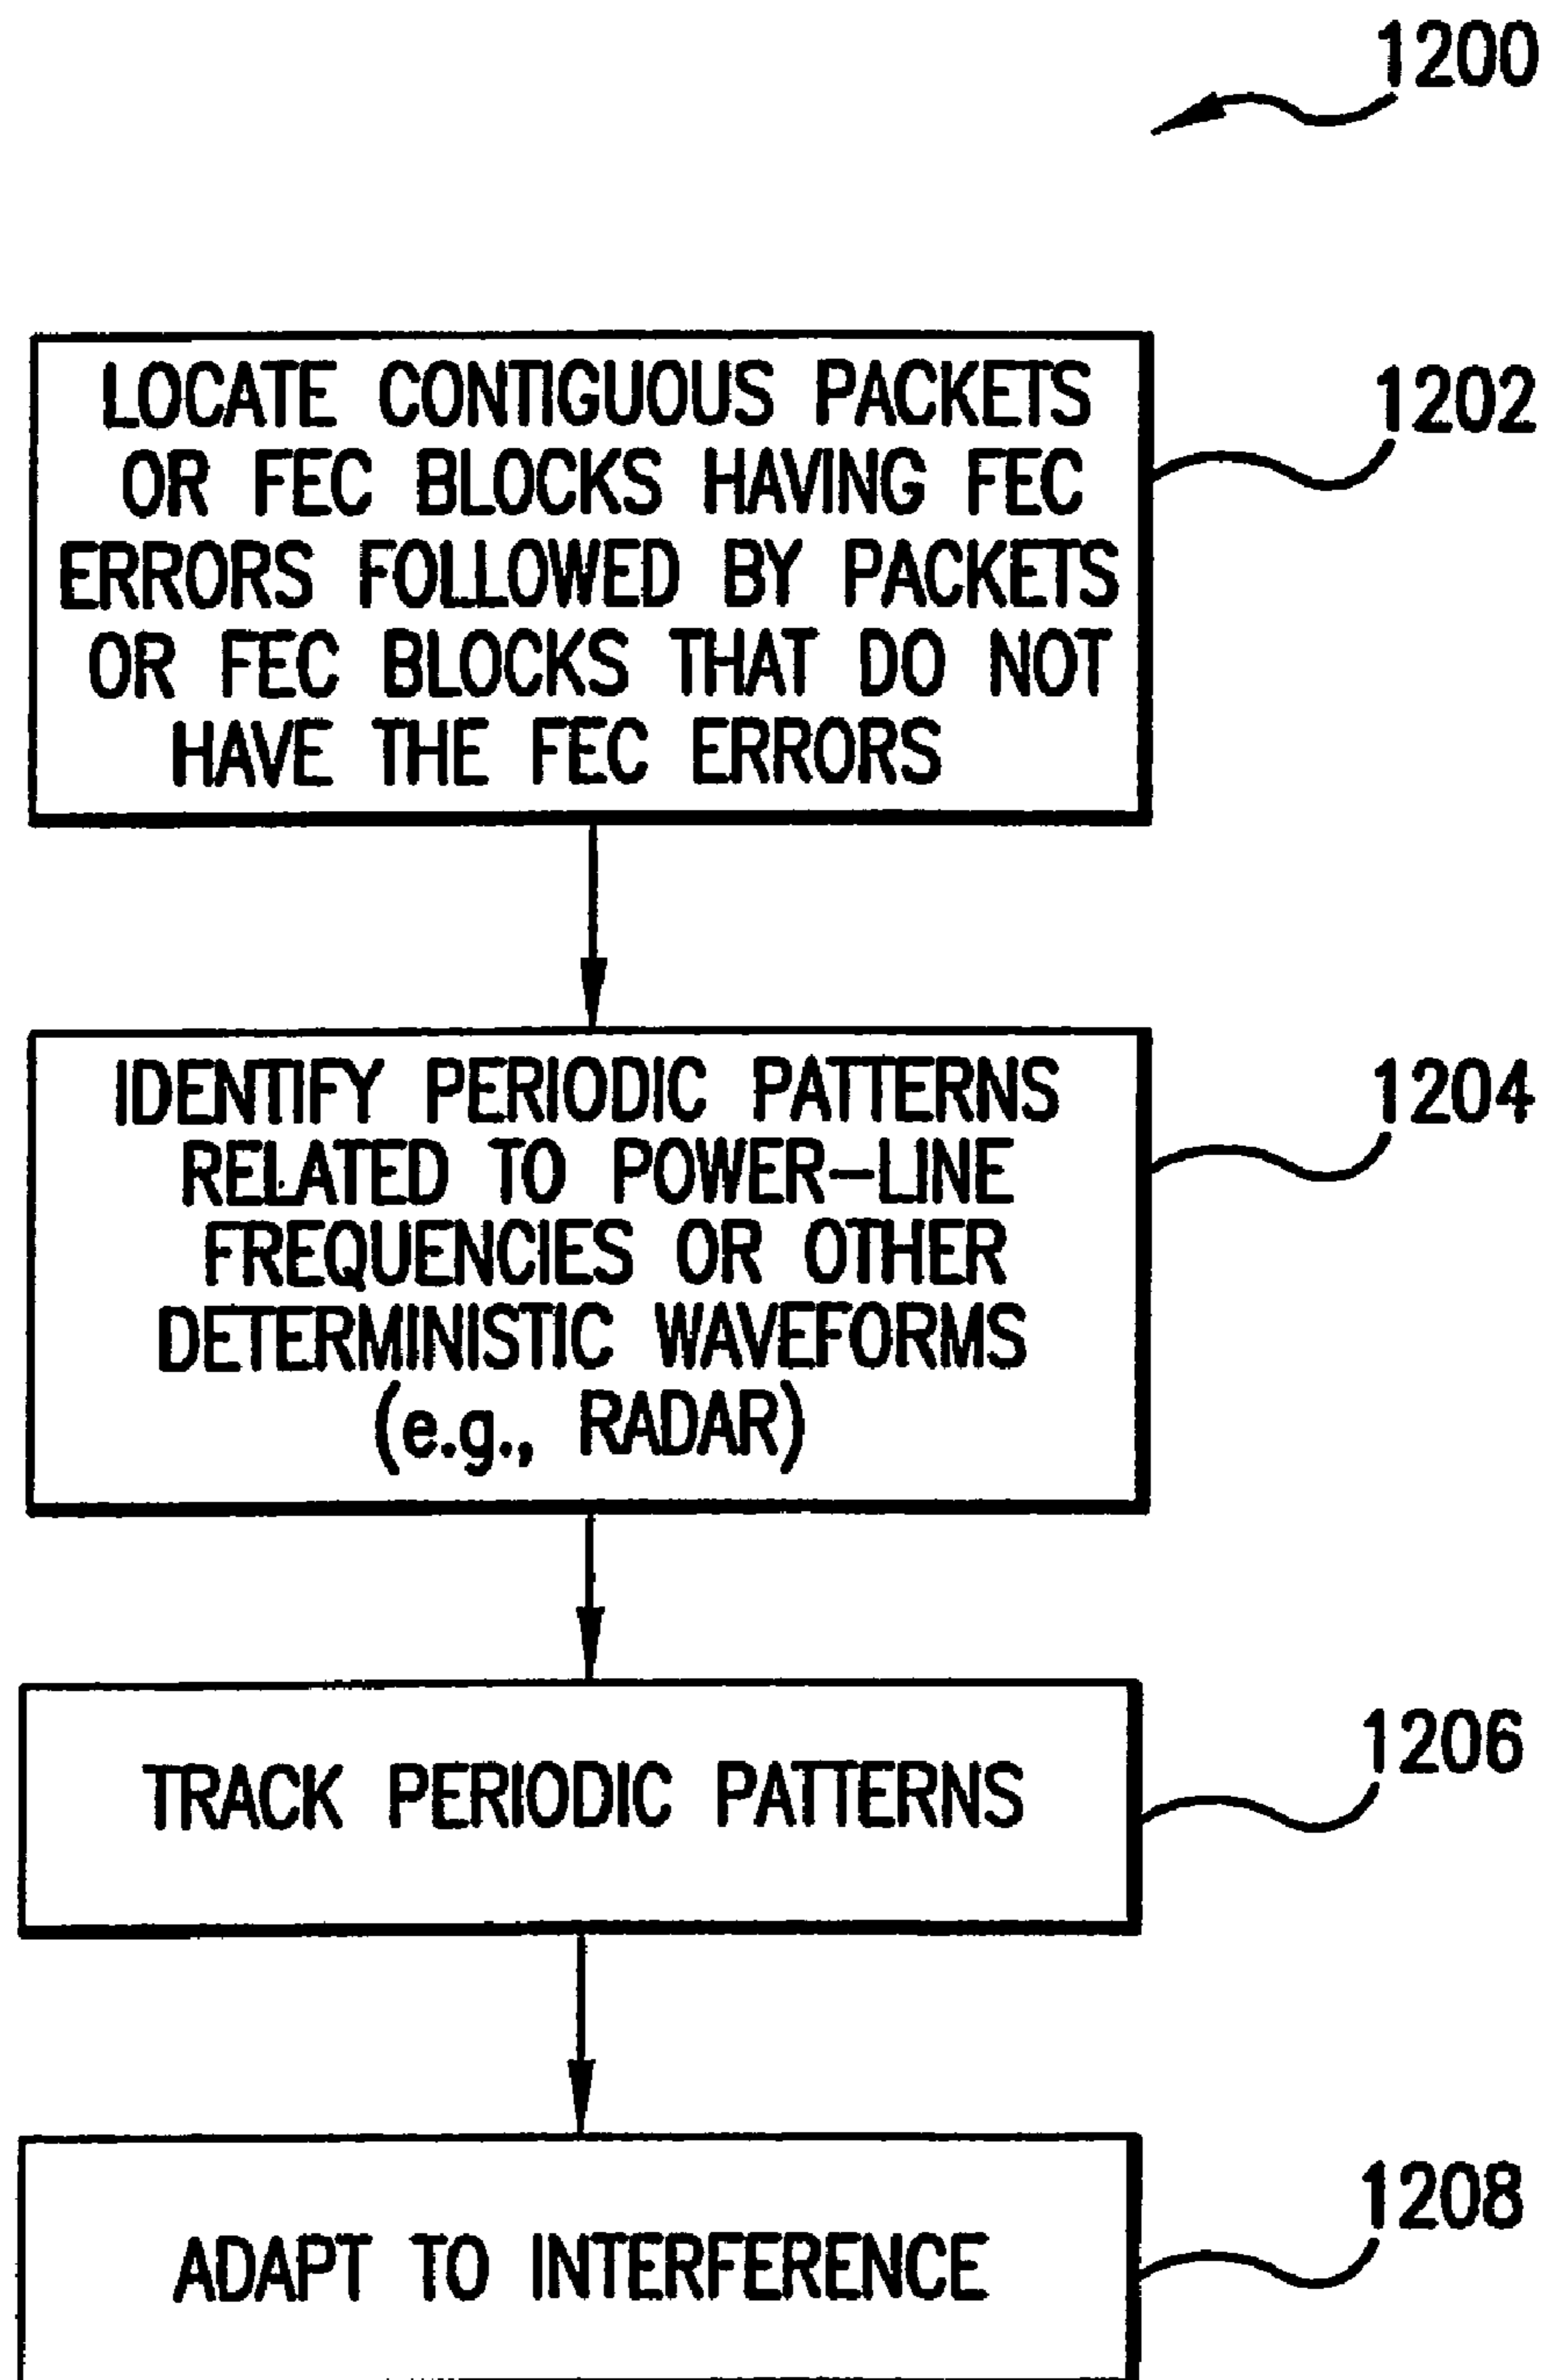 1200
LOCATE CONTIGUOUS PACKETS
OR FEC BLOCKS HAVING FEC
ERRORS FOLLOWED BY PACKETS
OR FEC BLOCKS THAT DO NOT
HAVE THE FEC ERRORS
1202
IDENTIFY PERIODIC PATTERNS
RELATED TO POWER-LINE
FREQUENCIES OR OTHER
DETERMINISTIC WAVEFORMS
(e.g., RADAR)
1204
TRACK PERIODIC PATTERNS
1206
ADAPT TO INTERFERENCE
1208